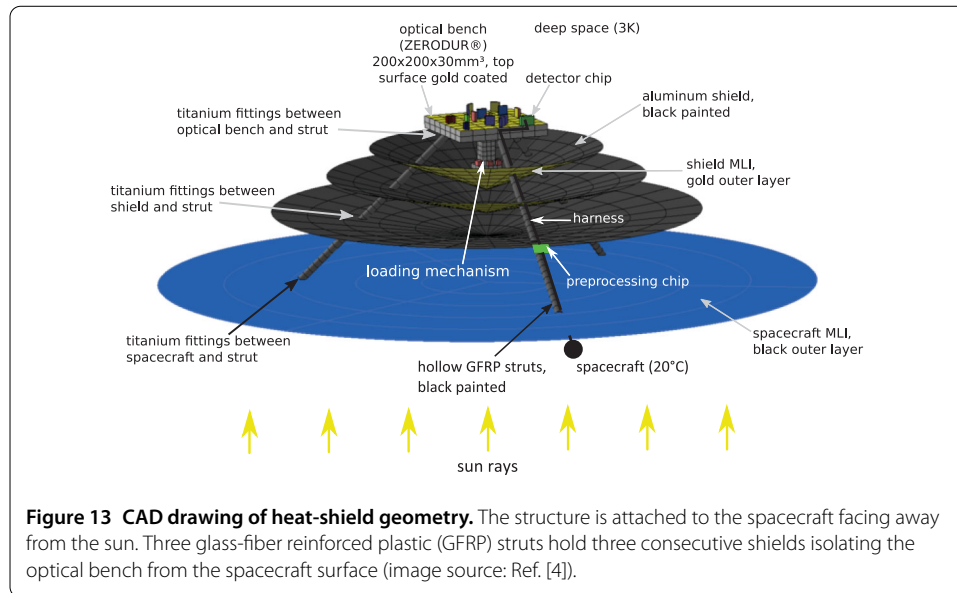 optical bench
(ZERODUR®)
200x200x30mm³, top
surface gold coated
deep space (3K)
detector chip
titanium fittings between
optical bench and strut
aluminum shield,
black painted
shield MLI,
gold outer layer
titanium fittings between
shield and strut
harness
loading mechanism
preprocessing chip
titanium fittings between
spacecraft and strut
spacecraft MLI,
black outer layer
hollow GFRP struts,
black painted
spacecraft (20°C)
sun rays
Figure 13 CAD drawing of heat-shield geometry. The structure is attached to the spacecraft facing away
from the sun. Three glass-fiber reinforced plastic (GFRP) struts hold three consecutive shields isolating the
optical bench from the spacecraft surface (image source: Ref. [4]).